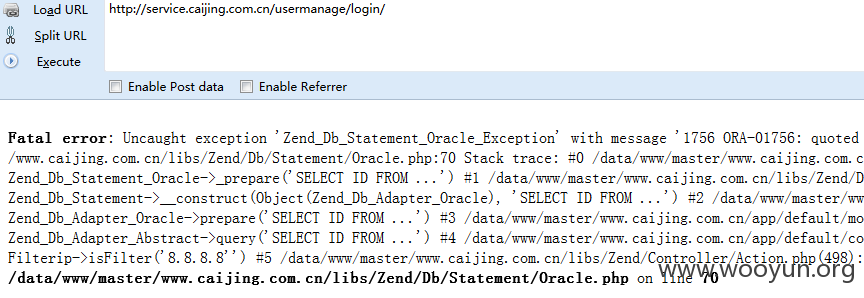 Load URL
http://service.caijing.com.cn/usermanage/login/
Split URL
Execute
Enable Post data
Enable Referrer
Fatal error: Uncaught exception 'Zend_Db_Statement_Oracle_Exception' with message '1756 ORA-01756: quoted
/www.caijing.com.cn/libs/Zend/Db/Statement/Oracle.php:70 Stack trace: #0 /data/www/master/www.caijing.com.c
Zend_Db_Statement_Oracle->_prepare('SELECT ID FROM ...') #1 /data/www/master/www.caijing.com.cn/libs/Zend/D
Zend_Db_Statement->__construct(Object(Zend_Db_Adapter_Oracle), 'SELECT ID FROM ...') #2 /data/www/master/ww
Zend_Db_Adapter_Oracle->prepare('SELECT ID FROM ...') #3 /data/www/master/www.caijing.com.cn/app/default/mo
Zend_Db_Adapter_Abstract->query('SELECT ID FROM ...') #4 /data/www/master/www.caijing.com.cn/app/default/co
Filterip->isFilter('8.8.8.8'') #5 /data/www/master/www.caijing.com.cn/libs/Zend/Controller/Action.php(498):
/data/www/master/www.caijing.com.cn/libs/Zend/Db/Statement/Oracle.php on line 70
www.wooyun.org